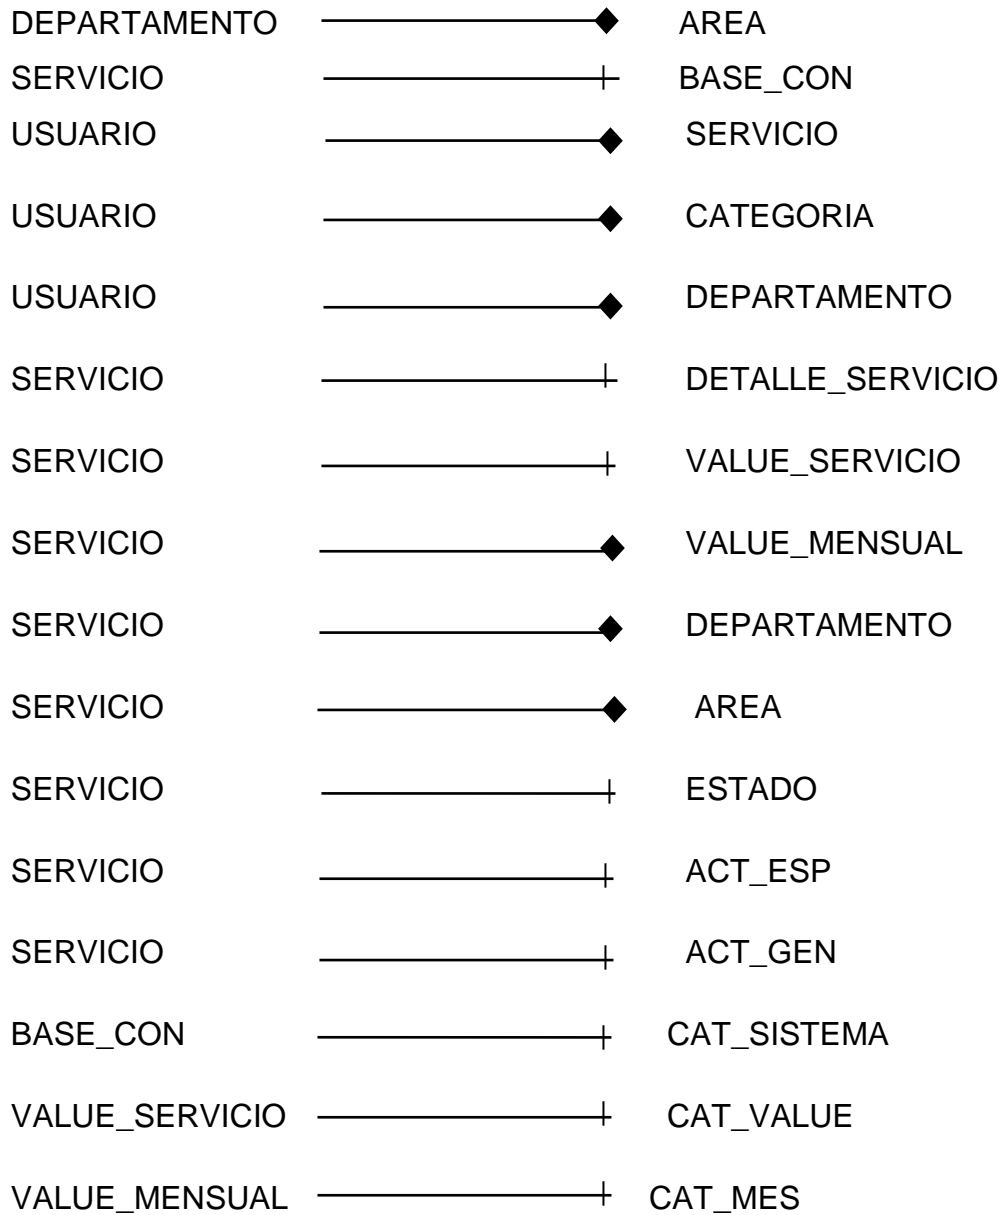 DEPARTAMENTO AREA
SERVICIO BASE_CON
USUARIO SERVICIO
USUARIO CATEGORIA
USUARIO DEPARTAMENTO
SERVICIO DETALLE_SERVICIO
SERVICIO VALUE_SERVICIO
SERVICIO VALUE_MENSUAL
SERVICIO DEPARTAMENTO
SERVICIO AREA
SERVICIO ESTADO
SERVICIO ACT_ESP
SERVICIO ACT_GEN
BASE_CON CAT_SISTEMA
VALUE_SERVICIO CAT_VALUE
VALUE_MENSUAL CAT_MES